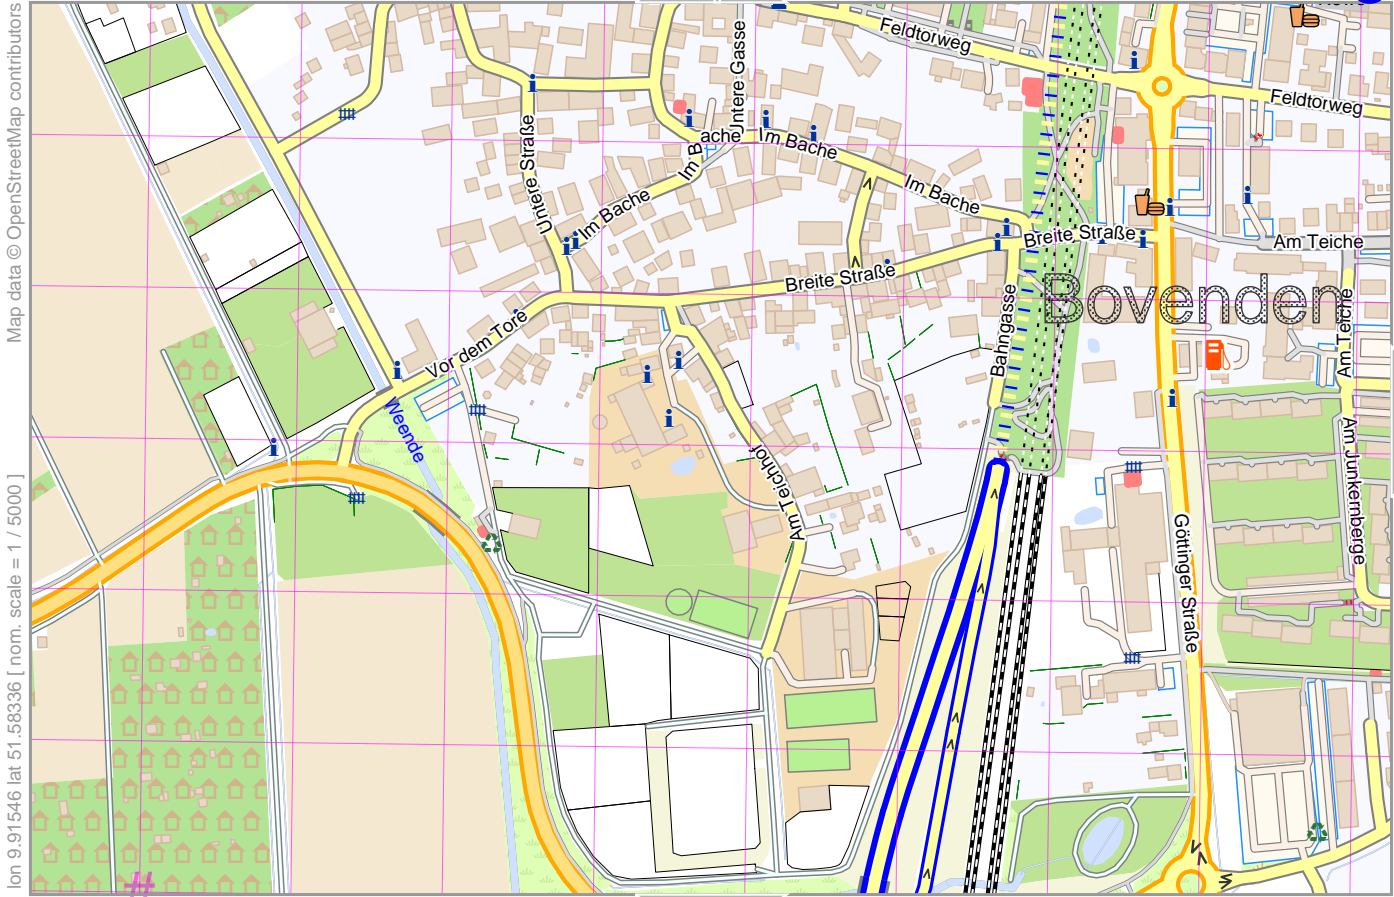 Feldtorweg
Feldtorweg
Untere Gasse
Untere Straße
Im Bache
Im Bache
Im Bache
Im Bache
Breite Straße
Breite Straße
Am Teiche
Bovenden
Am Teiche
Bahngasse
Vor dem Tore
Weende
Am Teichhof
Am Junkernberge
Göttinger Straße
Map data © OpenStreetMap contributors
lon 9.91546 lat 51.58336 [ nom. scale = 1 / 5000 ]